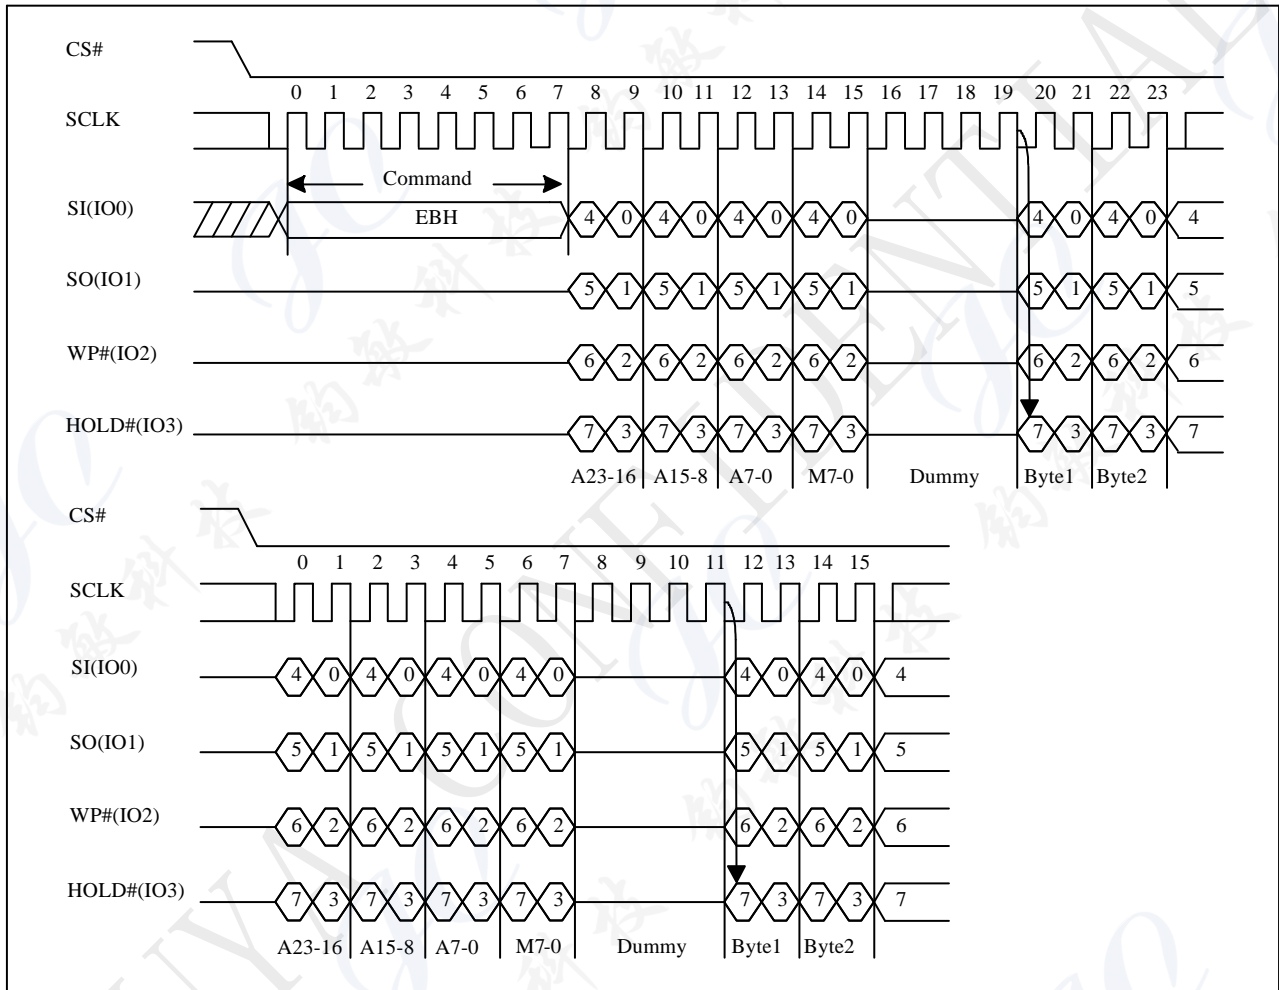 CS#
0 1 2 3 4 5 6 7 8 9 10 11 12 13 14 15 16 17 18 19 20 21 22 23
SCLK
Command
SI(IO0) EBH 4 0 4 0 4 0 4 0 4 0 4 0 4
SO(IO1) 5 1 5 1 5 1 5 1 5 1 5 1 5
WP#(IO2) 6 2 6 2 6 2 6 2 6 2 6 2 6
HOLD#(IO3) 7 3 7 3 7 3 7 3 7 3 7 3 7
A23-16 A15-8 A7-0 M7-0 Dummy Byte1 Byte2
CS#
0 1 2 3 4 5 6 7 8 9 10 11 12 13 14 15
SCLK
SI(IO0) 4 0 4 0 4 0 4 0 4 0 4 0 4
SO(IO1) 5 1 5 1 5 1 5 1 5 1 5 1 5
WP#(IO2) 6 2 6 2 6 2 6 2 6 2 6 2 6
HOLD#(IO3) 7 3 7 3 7 3 7 3 7 3 7 3 7
A23-16 A15-8 A7-0 M7-0 Dummy Byte1 Byte2
UYA CONFIDENTIAL